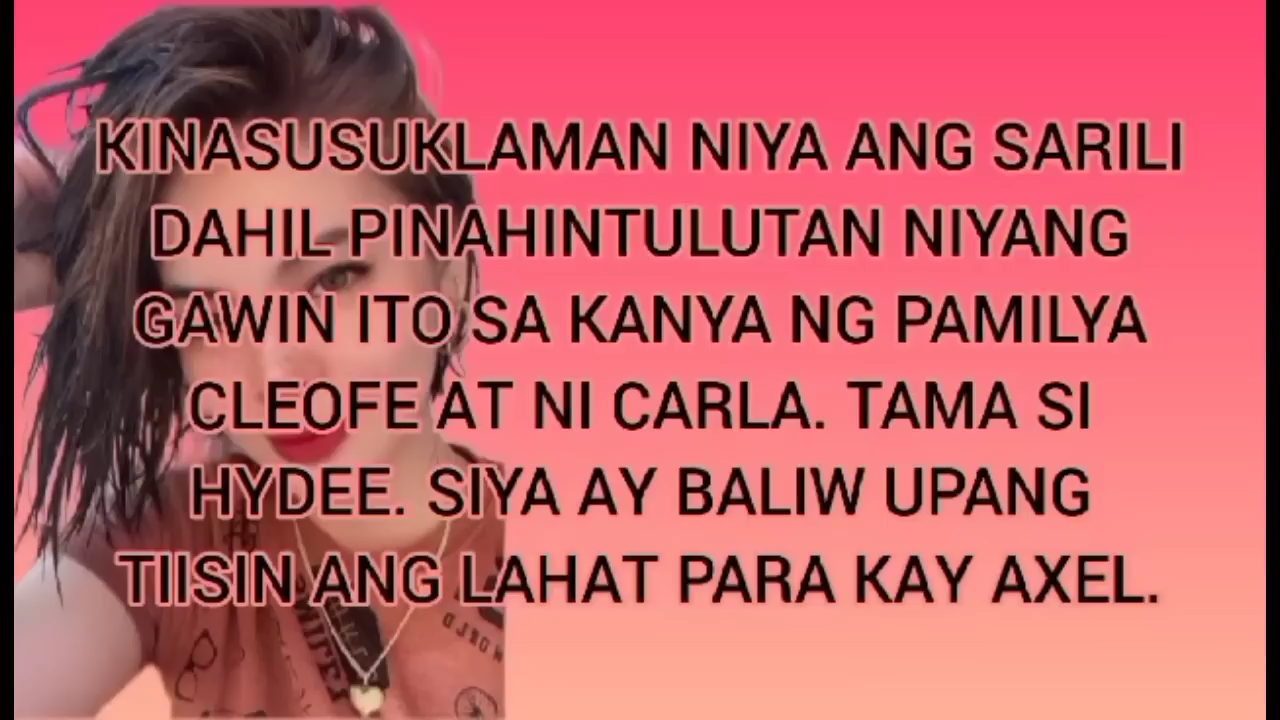 KINASUSUKLAMAN NIYA ANG SARILI
DAHIL PINAHINTULUTAN NIYANG
GAWIN ITO SA KANYA NG PAMILYA
CLEOFE AT NI CARLA. TAMA SI
HYDEE. SIYA AY BALIW UPANG
TIISIN ANG LAHAT PARA KAY AXEL.